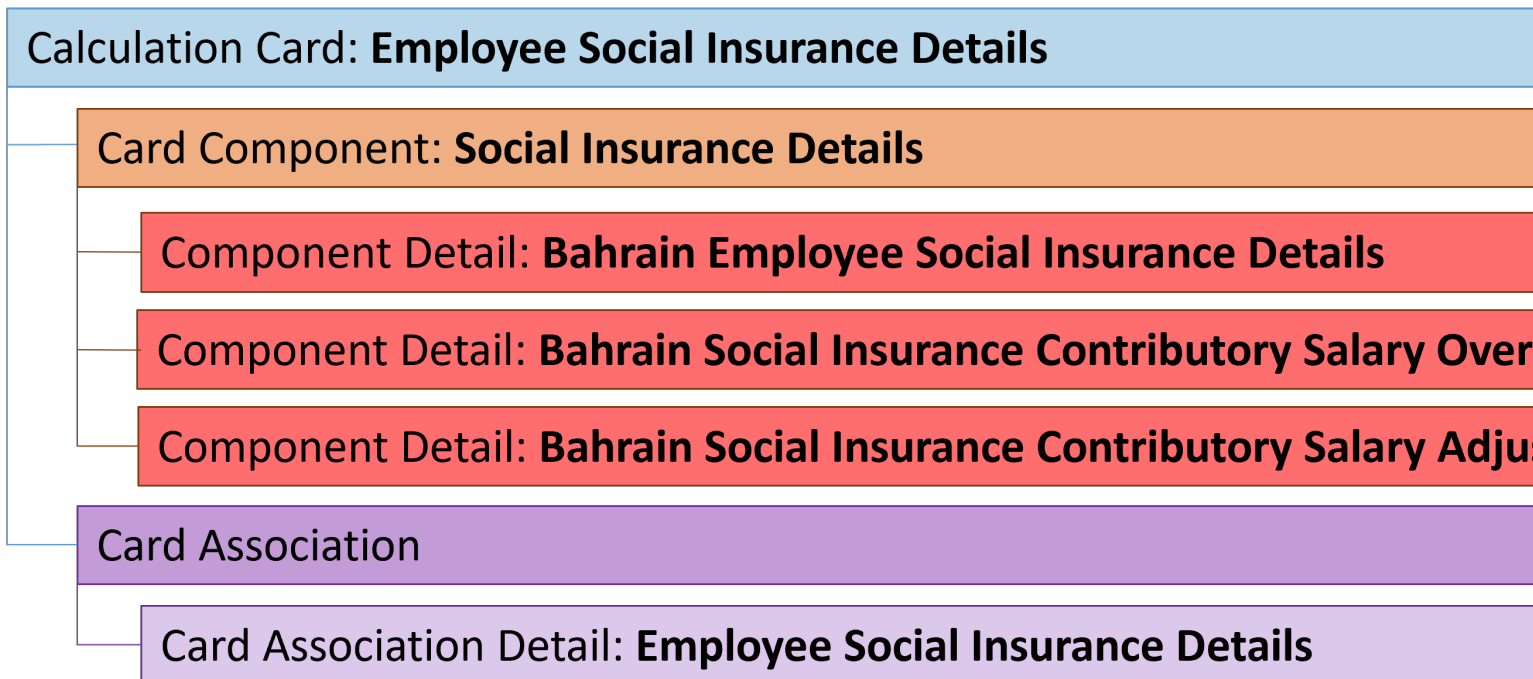 Calculation Card: Employee Social Insurance Details
Card Component: Social Insurance Details
Component Detail: Bahrain Employee Social Insurance Details
Component Detail: Bahrain Social Insurance Contributory Salary Over
Component Detail: Bahrain Social Insurance Contributory Salary Adju
Card Association
Card Association Detail: Employee Social Insurance Details